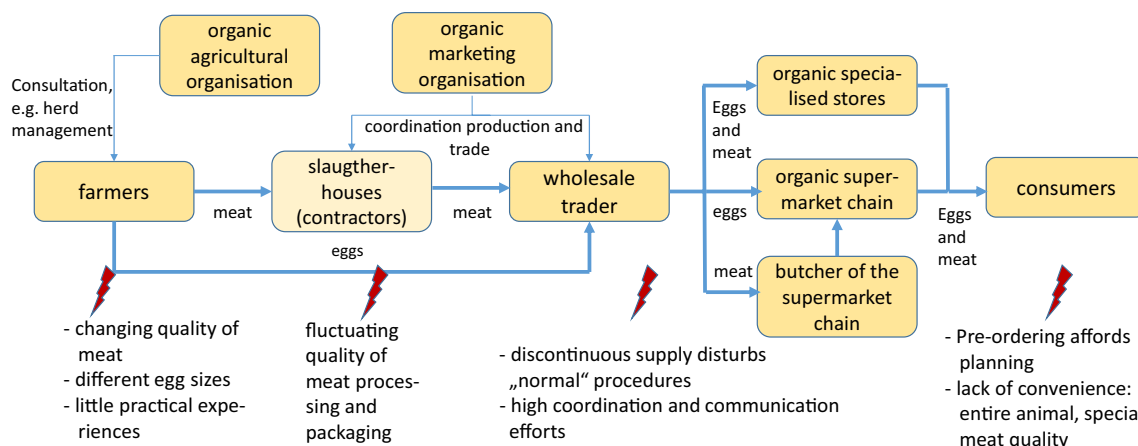 organic
agricultural
organisation
organic
marketing
organisation
Consultation,
e.g. herd
management
coordination production and
trade
farmers
meat
slaugther-
houses
(contractors)
meat
eggs
wholesale
trader
Eggs
and
meat
eggs
meat
organic specia-
lised stores
organic super-
market chain
butcher of the
supermarket
chain
Eggs
and
meat
consumers
- changing quality of
meat
- different egg sizes
- little practical expe-
riences
fluctuating
quality of
meat proces-
sing and
packaging
- discontinuous supply disturbs
„normal“ procedures
- high coordination and communication
efforts
- Pre-ordering affords
planning
- lack of convenience:
entire animal, specia
meat quality